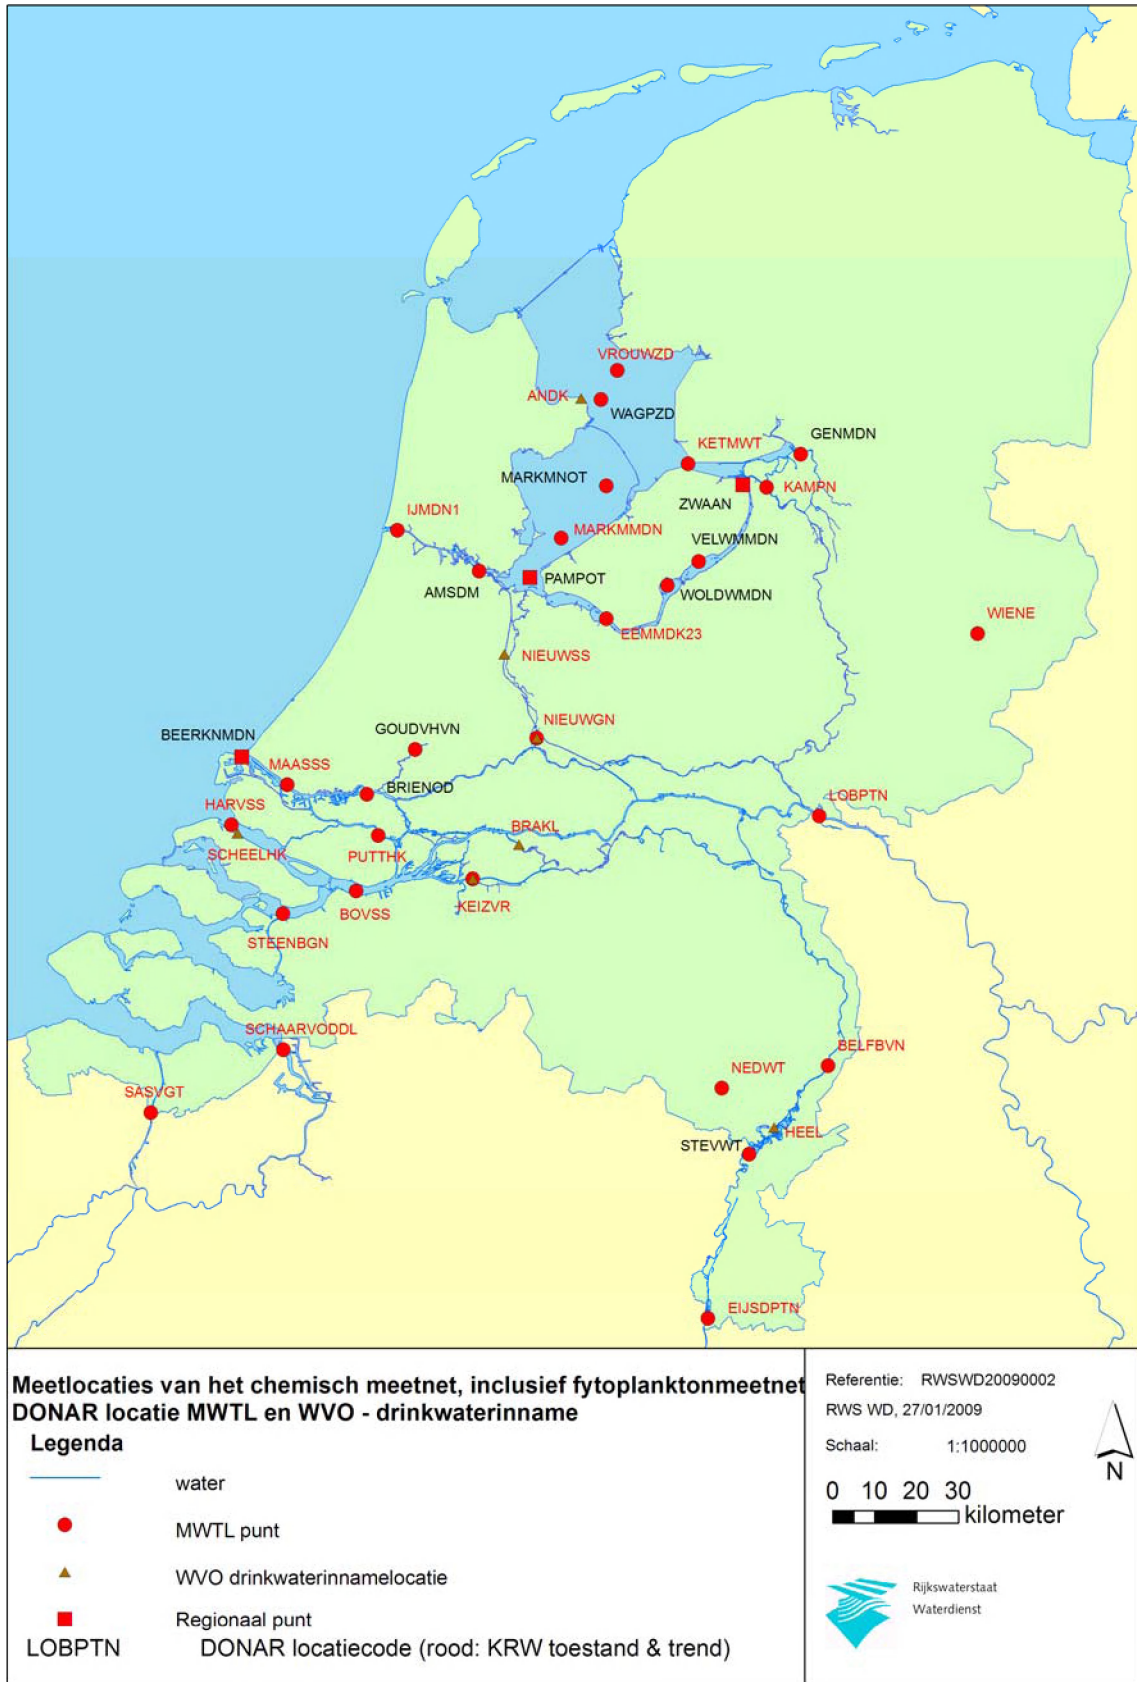 VROUWZD
ANDK
WAGPZD
GENMDN
KETMWT
MARKMNOT
ZWAAN
KAMPN
IJMDN1
MARKMMDN
VELWMMDN
AMSDM
PAMPOT
WOLDWMDN
EEMMDK23
WIENE
NIEUWSS
NIEUWGN
GOUDVHVN
BEERKNMDN
MAASSS
BRIENOD
HARVSS
LOBPTN
BRAKL
SCHEELHK
PUTTHK
KEIZVR
BOVSS
STEENBGN
SCHAARVODDL
BELFBVN
NEDWT
SASVGT
HEEL
STEVWT
EIJSDPTN
Meetlocaties van het chemisch meetnet, inclusief fytoplanktonmeetnet
DONAR locatie MWTL en WVO - drinkwaterinname
Legenda
water
MWTL punt
WVO drinkwaterinnamelocatie
Regionaal punt
LOBPTN DONAR locatiecode (rood: KRW toestand & trend)
Referentie: RWSWD20090002
RWS WD, 27/01/2009
Schaal: 1:1000000
N
0 10 20 30
kilometer
Rijkswaterstaat
Waterdienst